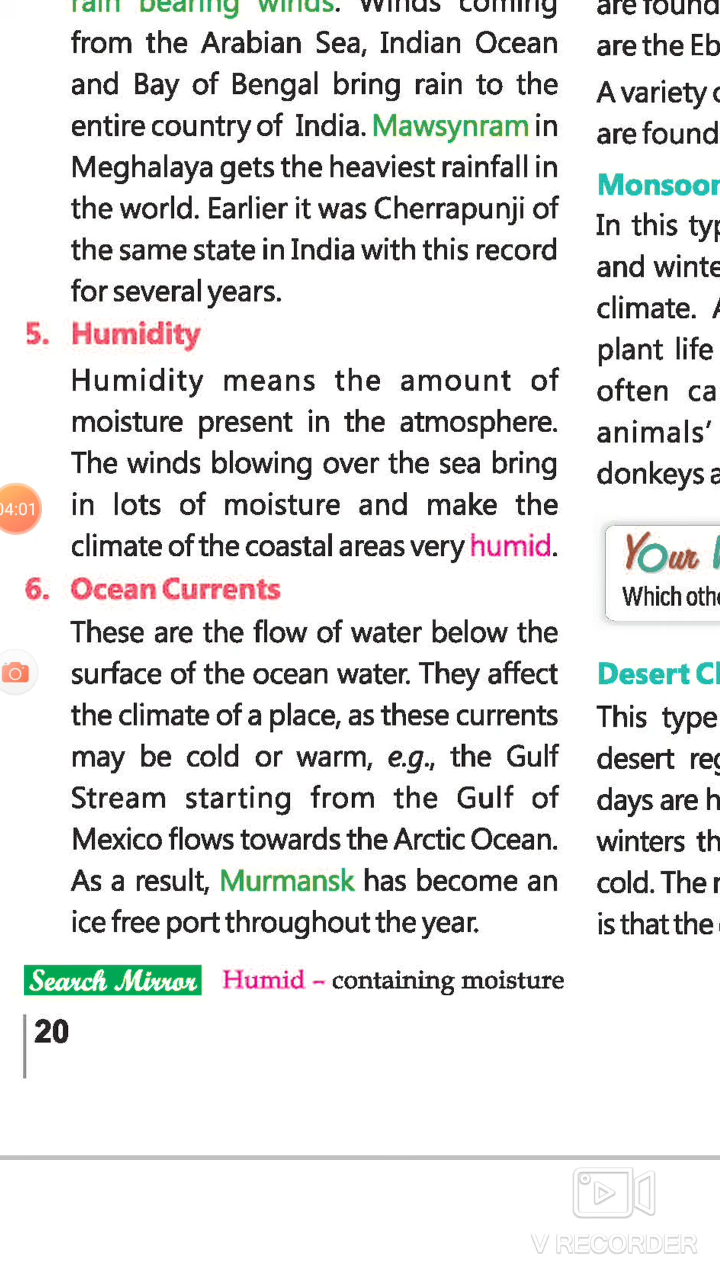 rain bearing winds. Winds coming
from the Arabian Sea, Indian Ocean
and Bay of Bengal bring rain to the
entire country of India. Mawsynram in
Meghalaya gets the heaviest rainfall in
the world. Earlier it was Cherrapunji of
the same state in India with this record
for several years.
5. Humidity
Humidity means the amount of
moisture present in the atmosphere.
The winds blowing over the sea bring
in lots of moisture and make the
climate of the coastal areas very humid.
6. Ocean Currents
These are the flow of water below the
surface of the ocean water. They affect
the climate of a place, as these currents
may be cold or warm, e.g., the Gulf
Stream starting from the Gulf of
Mexico flows towards the Arctic Ocean.
As a result, Murmansk has become an
ice free port throughout the year.
Search Mirror Humid – containing moisture
20
are found
are the Eb
A variety
are found
Monsoon
In this typ
and winte
climate.
plant life
often ca
animals'
donkeys a
Your
Which othe
Desert Cl
This type
desert reg
days are h
winters th
cold. The r
is that the
04:01
V RECORDER